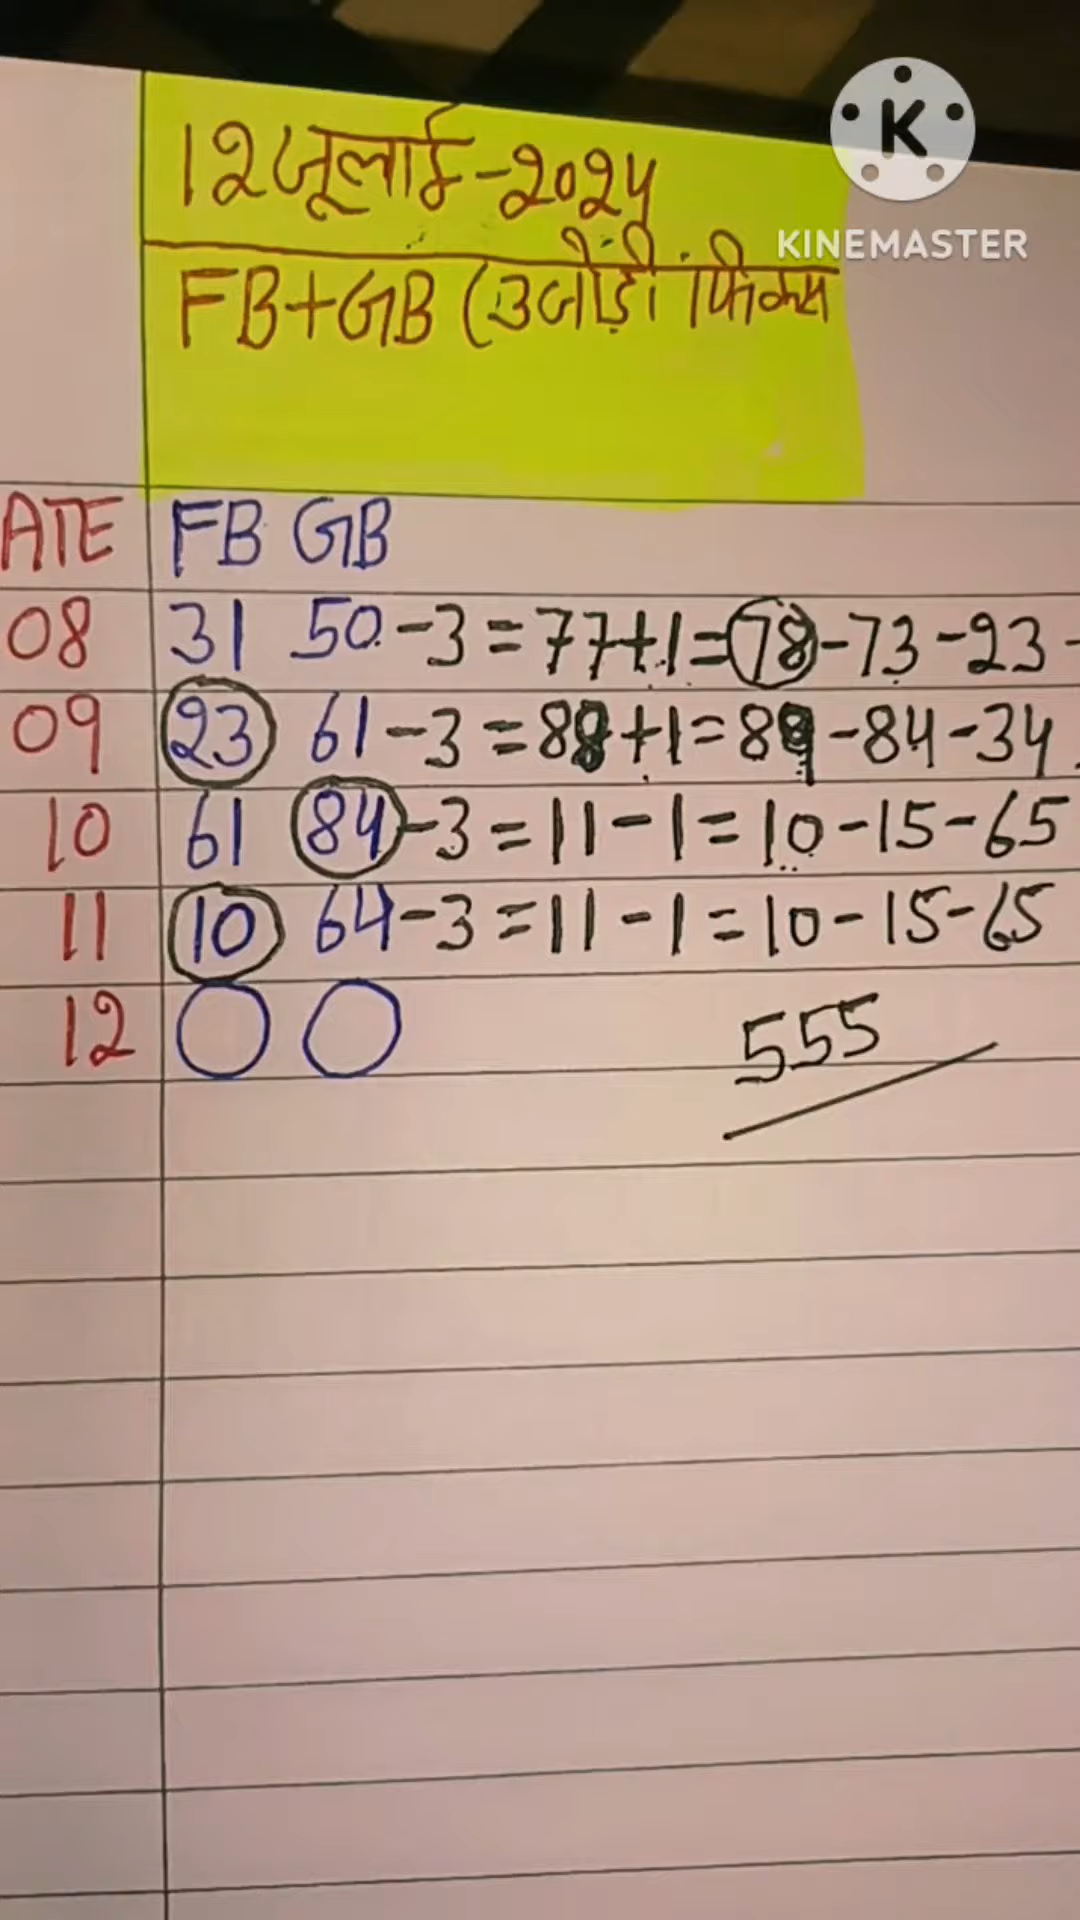 K
KINEMASTER
12 जूलाई-2024
FB+GB (3 जोड़ी फिक्स
ATE FB GB
08 31 50-3=77+1=78-73-23-
09 23 61-3=88+1=89-84-34
10 61 84-3=11-1=10-15-65
11 10 64-3=11-1=10-15-65
12
555